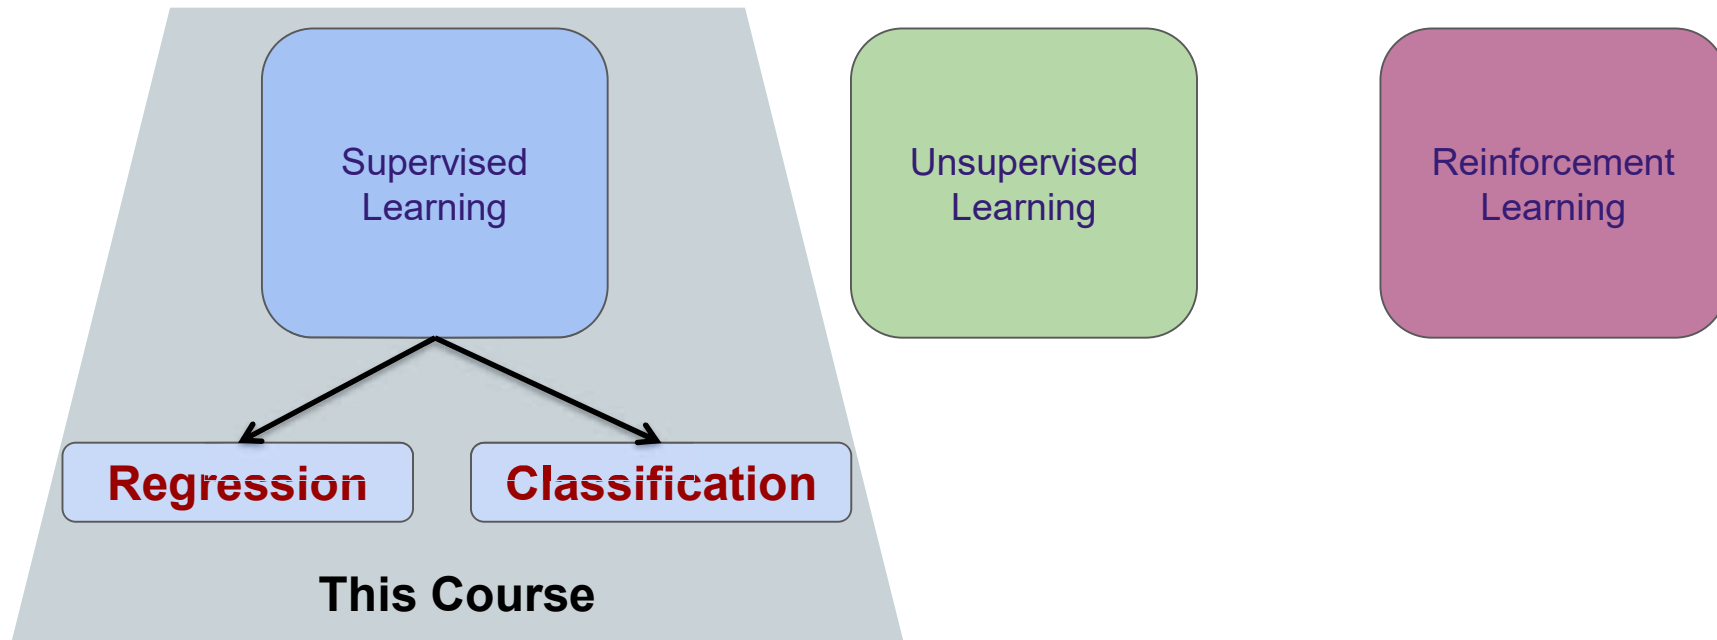 Supervised
Learning
Unsupervised
Learning
Reinforcement
Learning
Regression
Classification
This Course